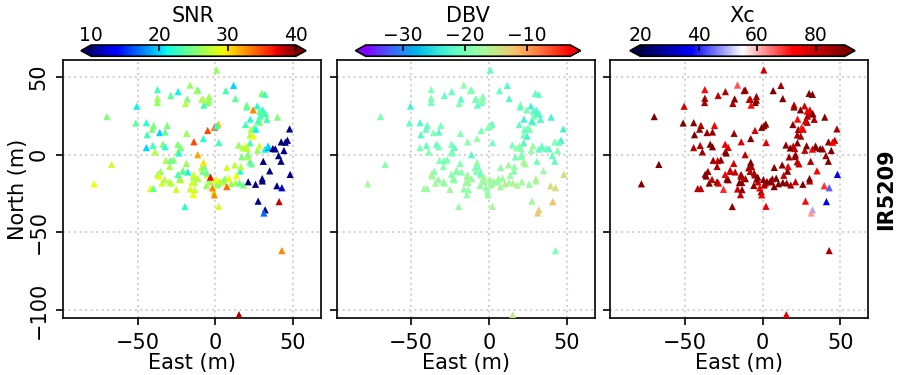 SNR DBV Xc
10 20 30 40 −30 −20 −10 20 40 60 80
50
0
−50
−100
North (m)
−50 0 50 −50 0 50 −50 0 50
East (m) East (m) East (m)
IR5209